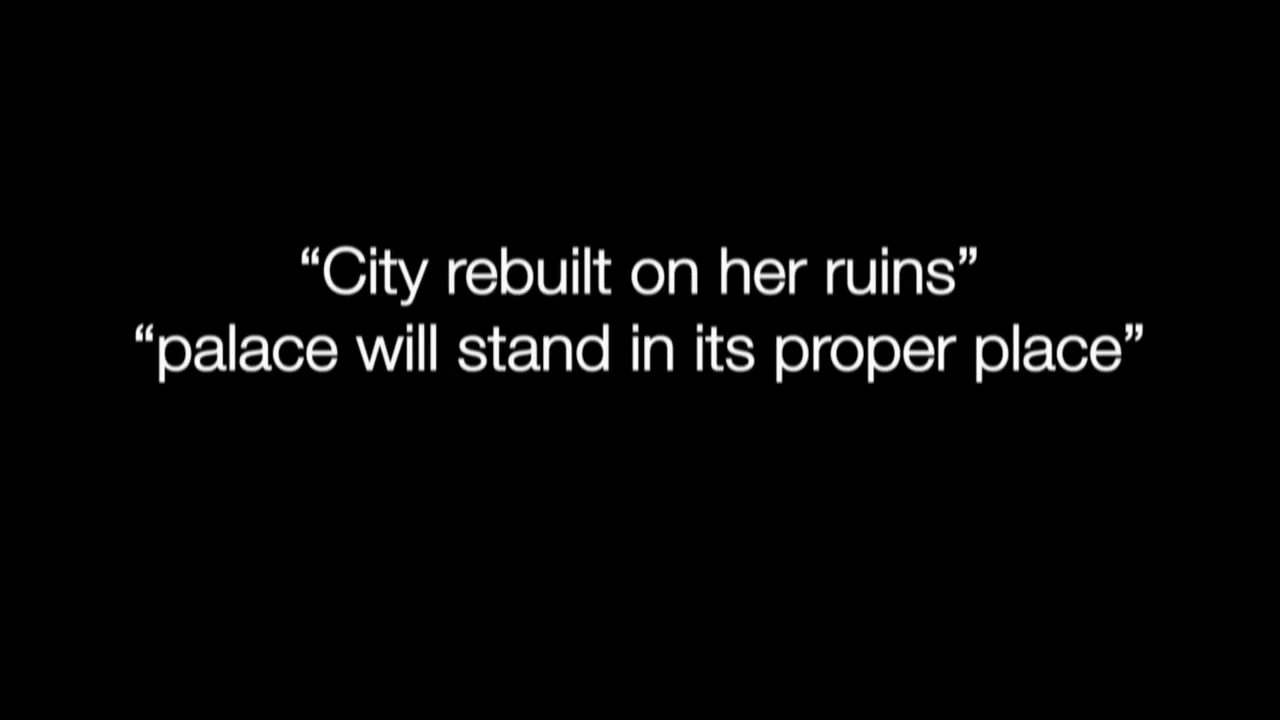 “City rebuilt on her ruins”
“palace will stand in its proper place”